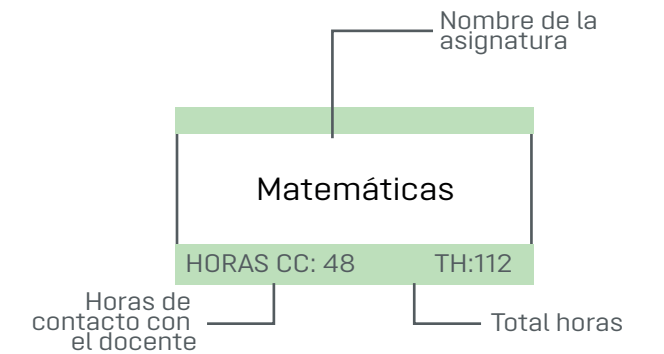 Nombre de la
asignatura
Matemáticas
HORAS CC: 48 TH:112
Horas de
contacto con
el docente
Total horas